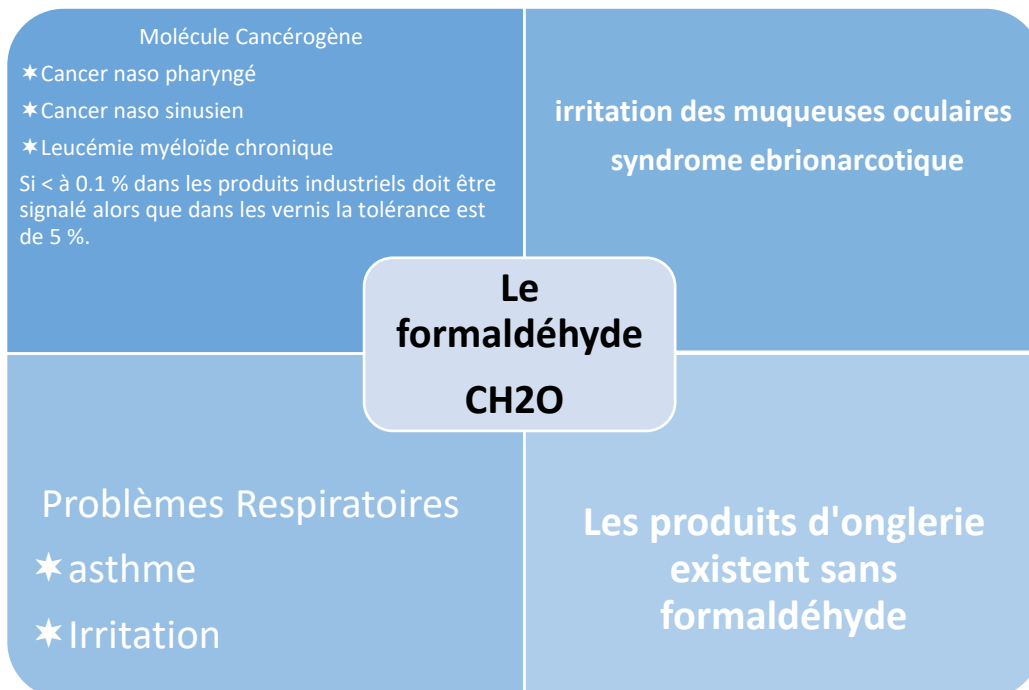 Molécule Cancérogène
✶Cancer naso pharyngé
✶Cancer naso sinusien
✶Leucémie myéloïde chronique
Si < à 0.1 % dans les produits industriels doit être
signalé alors que dans les vernis la tolérance est
de 5 %.
irritation des muqueuses oculaires
syndrome ebrionarcotique
Le
formaldéhyde
CH2O
Problèmes Respiratoires
✶asthme
✶Irritation
Les produits d'onglerie
existent sans
formaldéhyde